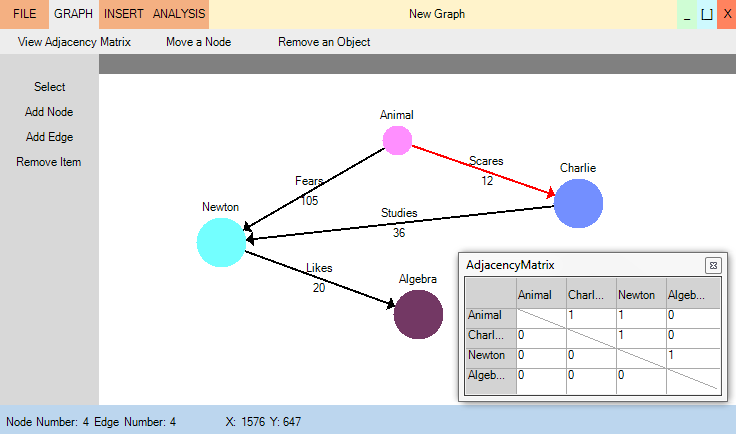 FILE GRAPH INSERT ANALYSIS New Graph _ [_] X
View Adjacency Matrix Move a Node Remove an Object
Select
Add Node
Add Edge
Remove Item
Animal
Scares
12
Charlie
Fears
105
Newton
Studies
36
Likes
20
Algebra
AdjacencyMatrix
Animal Charl... Newton Algeb...
Animal 1 1 0
Charl... 0 1 0
Newton 0 0 1
Algeb... 0 0 0
Node Number: 4 Edge Number: 4 X: 1576 Y: 647